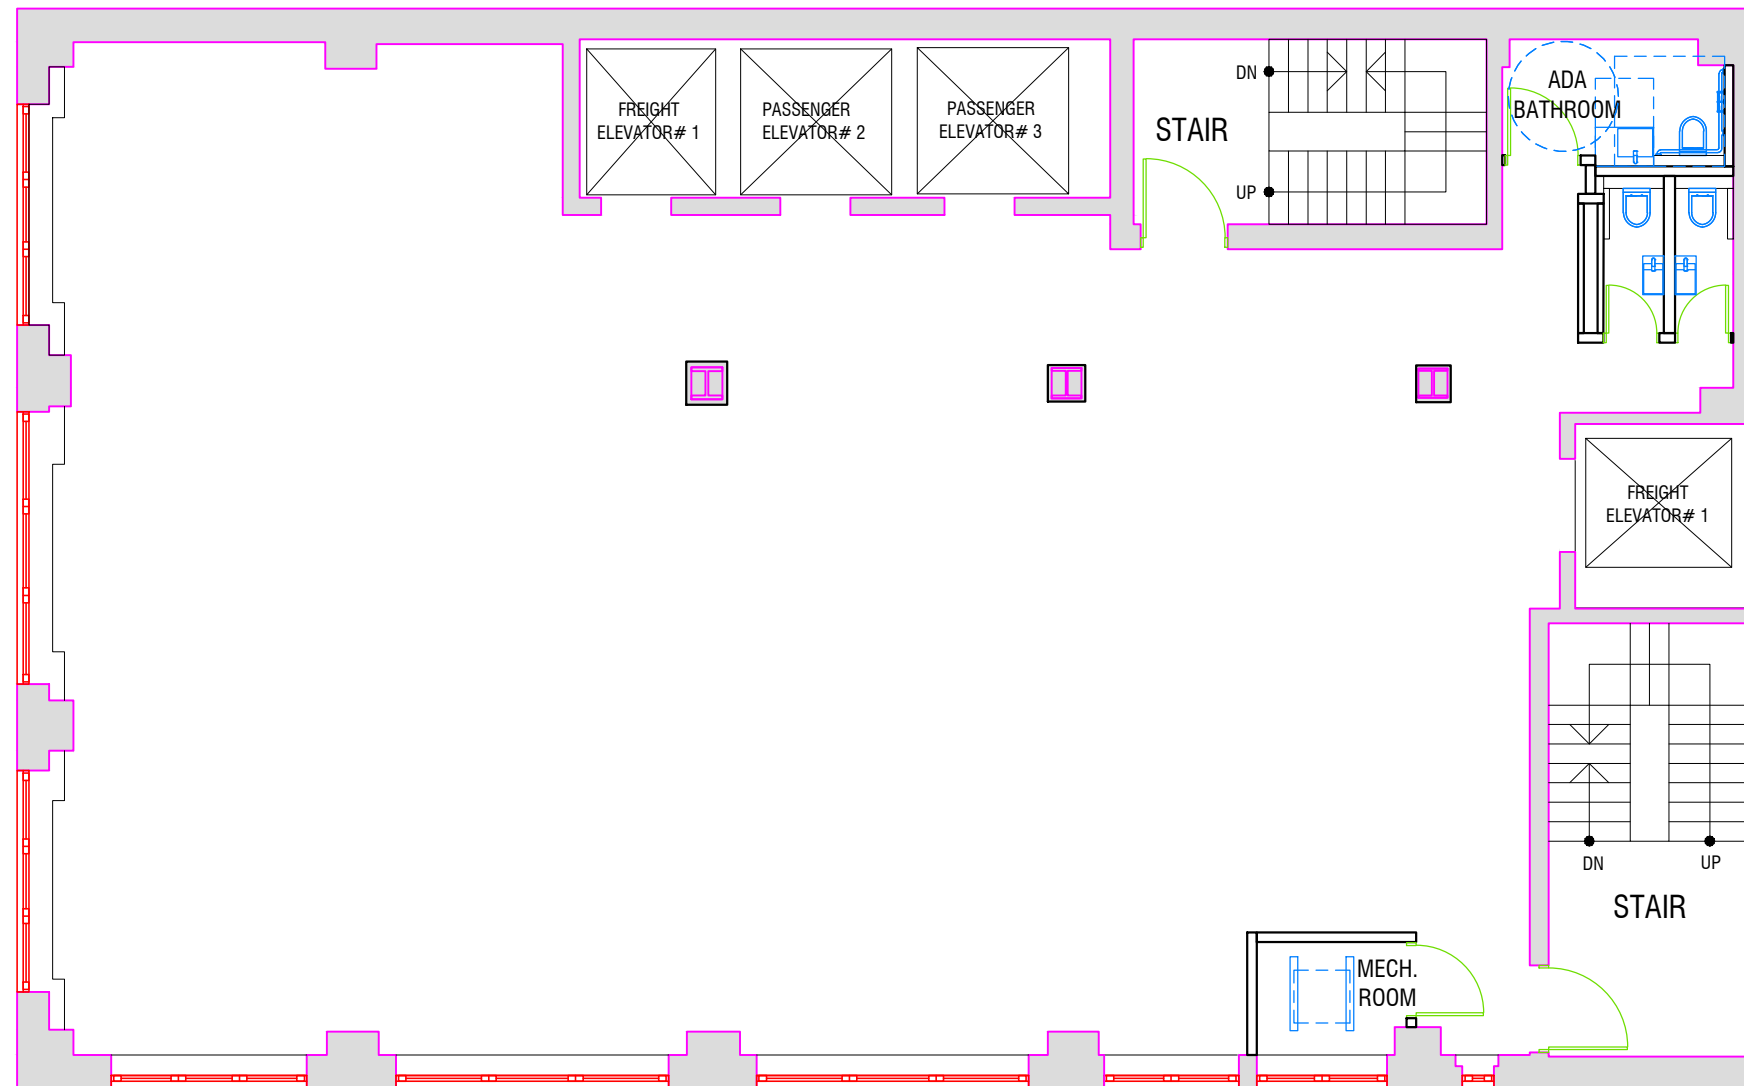 FREIGHT
ELEVATOR# 1
PASSENGER
ELEVATOR# 2
PASSENGER
ELEVATOR# 3
STAIR
DN
UP
ADA
BATHROOM
FREIGHT
ELEVATOR# 1
DN
UP
STAIR
MECH.
ROOM